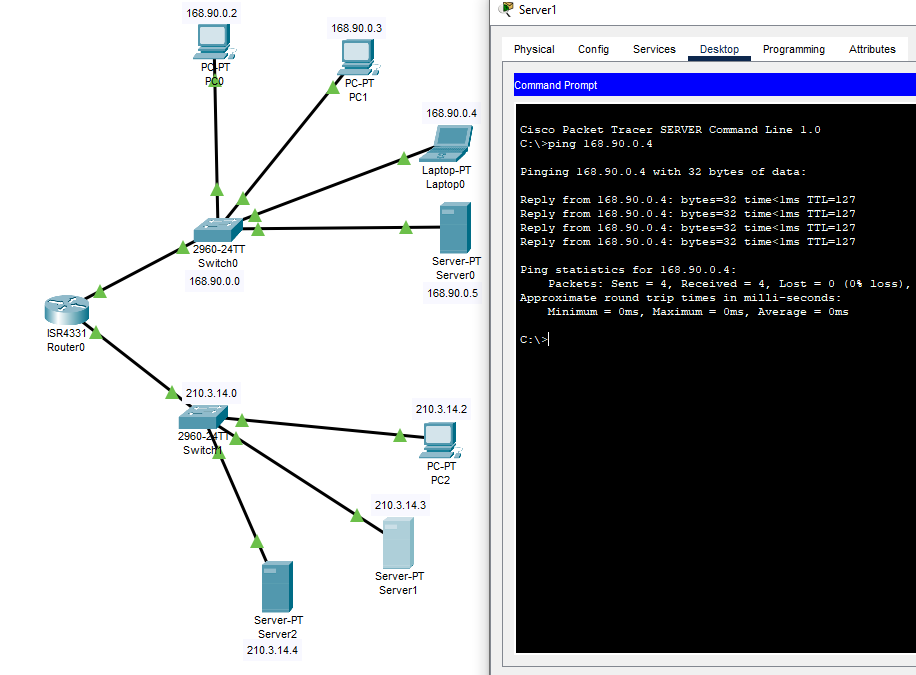 168.90.0.2
PC-PT
PC0
168.90.0.3
PC-PT
PC1
168.90.0.4
Laptop-PT
Laptop0
2960-24TT
Switch0
168.90.0.0
Server-PT
Server0
168.90.0.5
ISR4331
Router0
210.3.14.0
2960-24TT
Switch1
210.3.14.2
PC-PT
PC2
210.3.14.3
Server-PT
Server1
Server-PT
Server2
210.3.14.4
Server1
Physical Config Services Desktop Programming Attributes
Command Prompt
Cisco Packet Tracer SERVER Command Line 1.0
C:\>ping 168.90.0.4
Pinging 168.90.0.4 with 32 bytes of data:
Reply from 168.90.0.4: bytes=32 time<1ms TTL=127
Reply from 168.90.0.4: bytes=32 time<1ms TTL=127
Reply from 168.90.0.4: bytes=32 time<1ms TTL=127
Reply from 168.90.0.4: bytes=32 time<1ms TTL=127
Ping statistics for 168.90.0.4:
Packets: Sent = 4, Received = 4, Lost = 0 (0% loss),
Approximate round trip times in milli-seconds:
Minimum = 0ms, Maximum = 0ms, Average = 0ms
C:\>